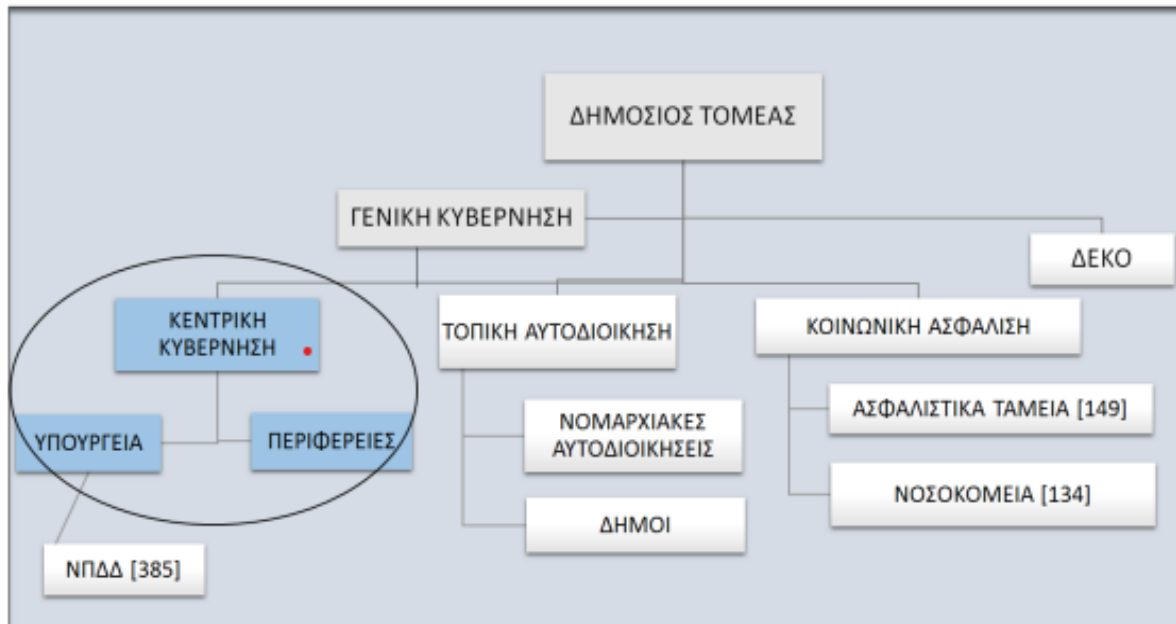 ΔΗΜΟΣΙΟΣ ΤΟΜΕΑΣ
ΓΕΝΙΚΗ ΚΥΒΕΡΝΗΣΗ
ΔΕΚΟ
ΚΕΝΤΡΙΚΗ
ΚΥΒΕΡΝΗΣΗ
ΤΟΠΙΚΗ ΑΥΤΟΔΙΟΙΚΗΣΗ
ΚΟΙΝΩΝΙΚΗ ΑΣΦΑΛΙΣΗ
ΥΠΟΥΡΓΕΙΑ
ΠΕΡΙΦΕΡΕΙΕΣ
ΝΟΜΑΡΧΙΑΚΕΣ
ΑΥΤΟΔΙΟΙΚΗΣΕΙΣ
ΑΣΦΑΛΙΣΤΙΚΑ ΤΑΜΕΙΑ [149]
ΔΗΜΟΙ
ΝΟΣΟΚΟΜΕΙΑ [134]
ΝΠΔΔ [385]